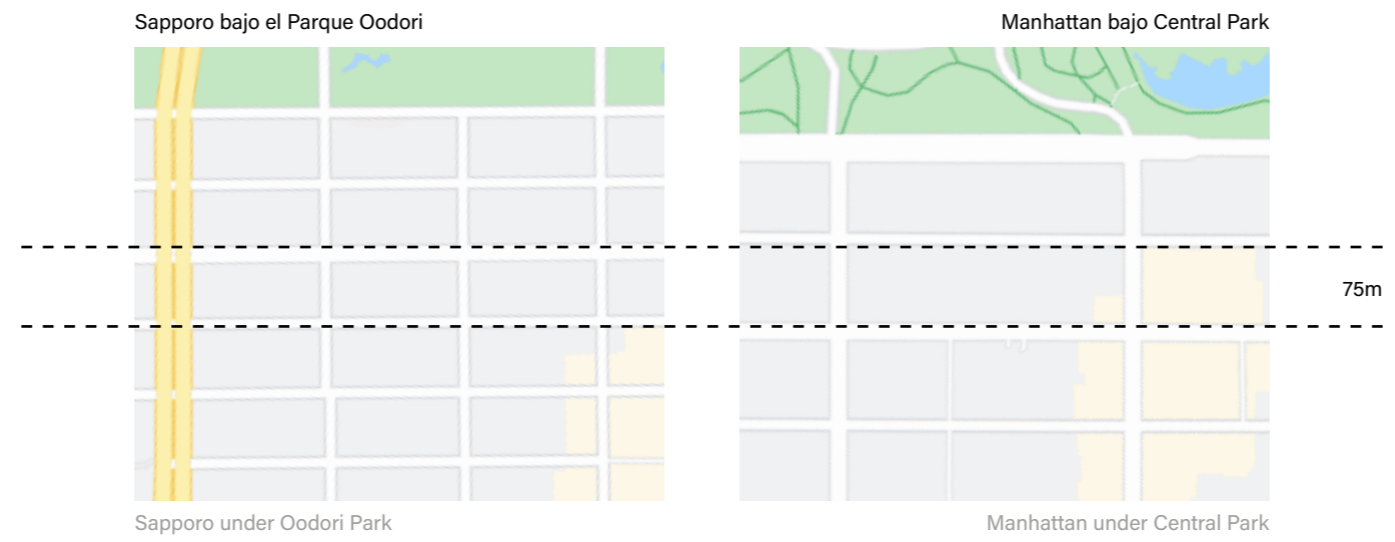 Sapporo bajo el Parque Oodori
Manhattan bajo Central Park
75m
Sapporo under Oodori Park
Manhattan under Central Park